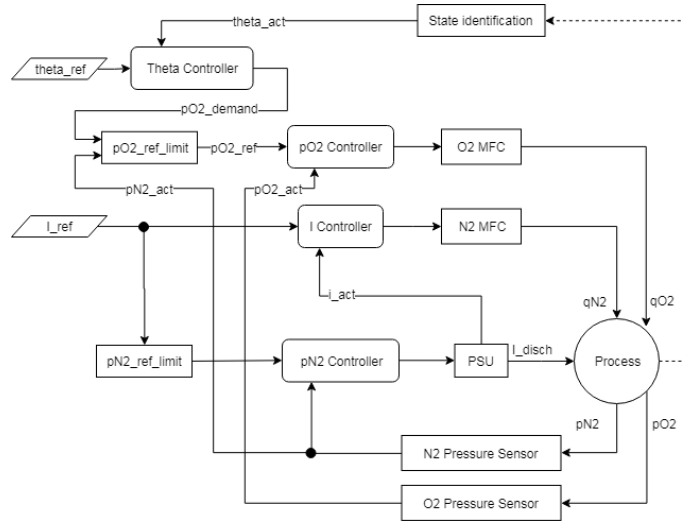 theta_act
State identification
theta_ref
Theta Controller
pO2_demand
pO2_ref_limit
pO2_ref
pO2 Controller
O2 MFC
pN2_act
pO2_act
I_ref
I Controller
N2 MFC
i_act
qN2
qO2
pN2_ref_limit
pN2 Controller
PSU
I_disch
Process
pN2
pO2
N2 Pressure Sensor
O2 Pressure Sensor